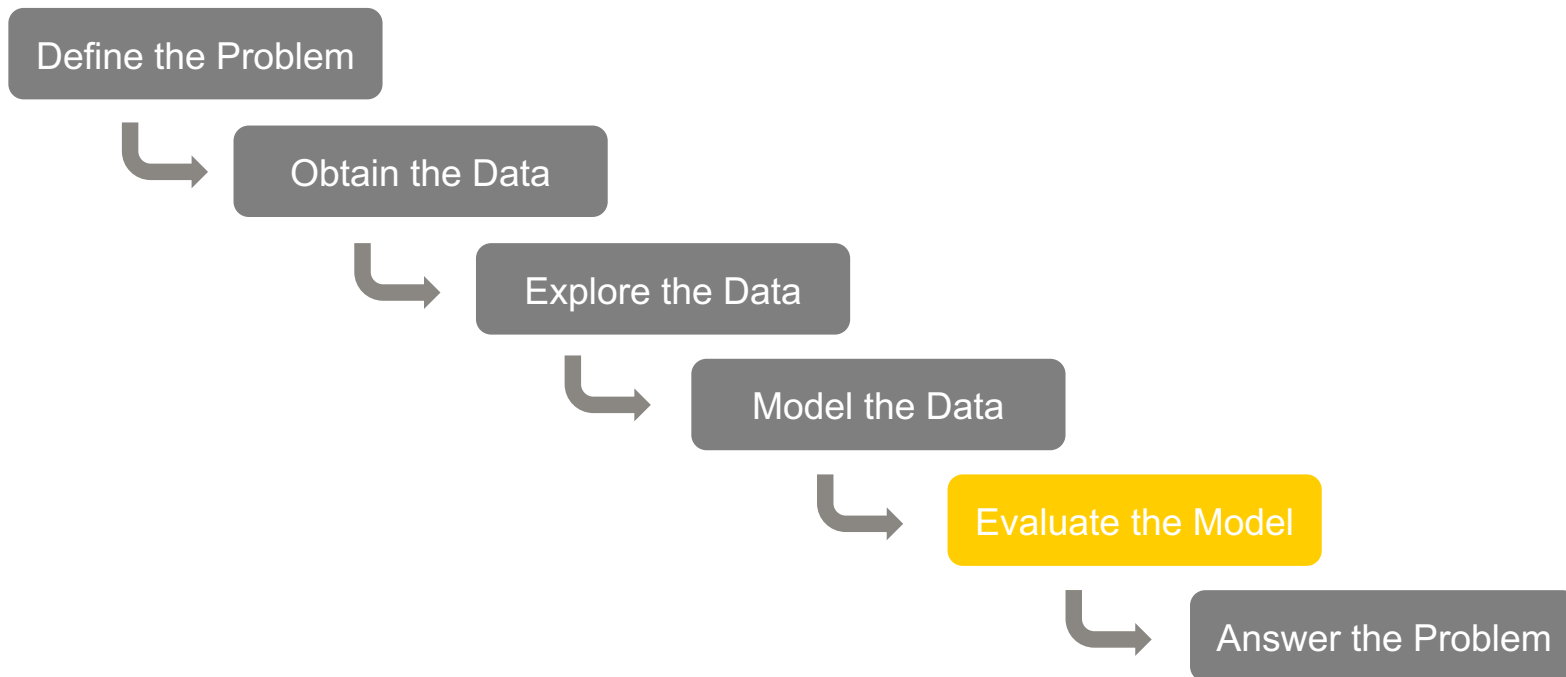 Define the Problem
Obtain the Data
Explore the Data
Model the Data
Evaluate the Model
Answer the Problem